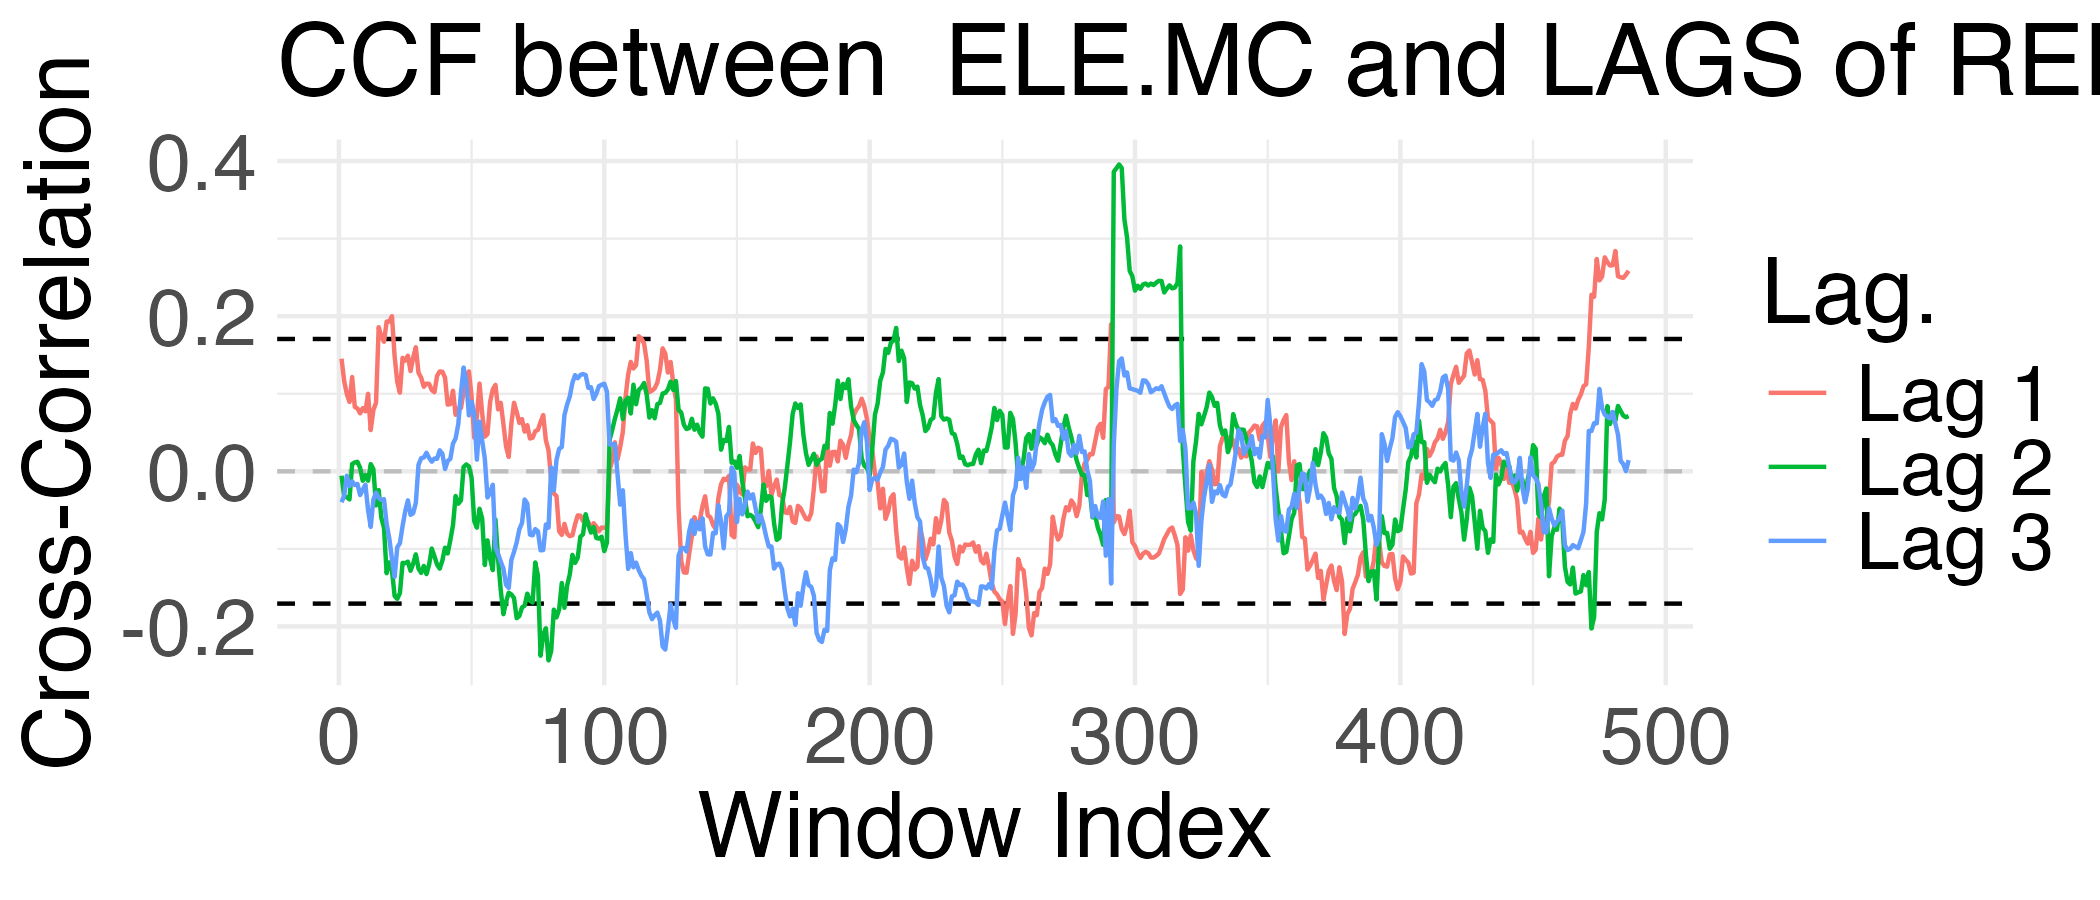 CCF between  ELE.MC and LAGS of
Cross-Correlation
0.4
0.2
0.0
-0.2
0
100
200
300
400
500
Window Index
Lag.
Lag 1
Lag 2
Lag 3